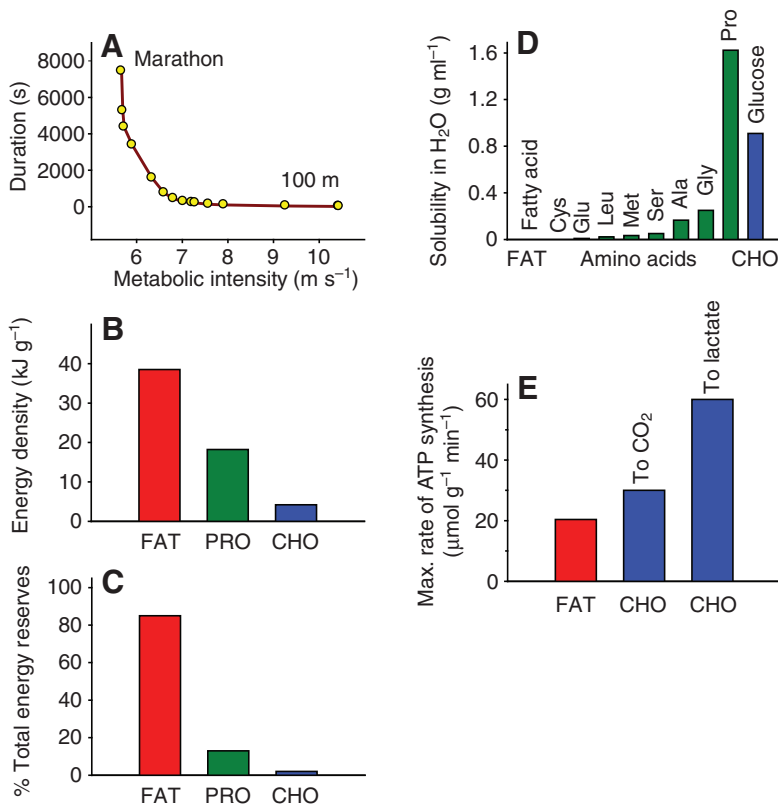 A
Marathon
100 m
Duration (s)
8000
6000
4000
2000
0
6
7
8
9
10
Metabolic intensity (m s⁻¹)
B
Energy density (kJ g⁻¹)
40
30
20
10
0
FAT PRO CHO
C
% Total energy reserves
100
80
60
40
20
0
FAT PRO CHO
D
Solubility in H₂O (g ml⁻¹)
1.6
1.2
0.8
0.4
0
Fatty acid
Cys
Glu
Leu
Met
Ser
Ala
Gly
Pro
Glucose
FAT Amino acids CHO
E
Max. rate of ATP synthesis
(μmol g⁻¹ min⁻¹)
60
40
20
0
To CO₂
To lactate
FAT CHO CHO